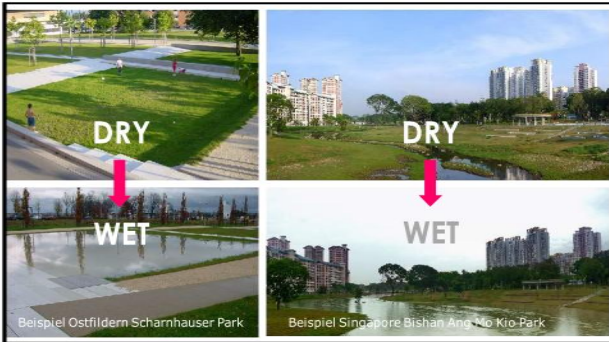 DRY
DRY
WET
WET
Beispiel Ostfildern Scharnhauser Park
Beispiel Singapore Bishan Ang Mo Kio Park